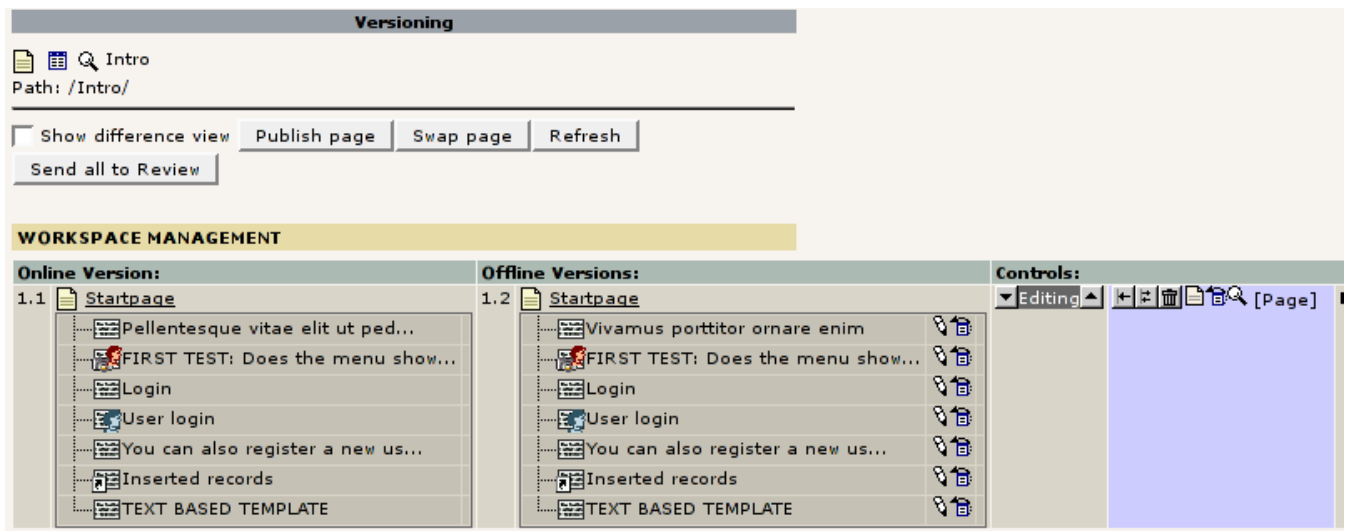 Versioning
Intro
Path: /Intro/
Show difference view Publish page Swap page Refresh
Send all to Review
WORKSPACE MANAGEMENT
Online Version: Offline Versions: Controls:
1.1 Startpage 1.2 Startpage Editing [Page]
Pellentesque vitae elit ut ped... Vivamus porttitor ornare enim
FIRST TEST: Does the menu show... FIRST TEST: Does the menu show...
Login Login
User login User login
You can also register a new us... You can also register a new us...
Inserted records Inserted records
TEXT BASED TEMPLATE TEXT BASED TEMPLATE